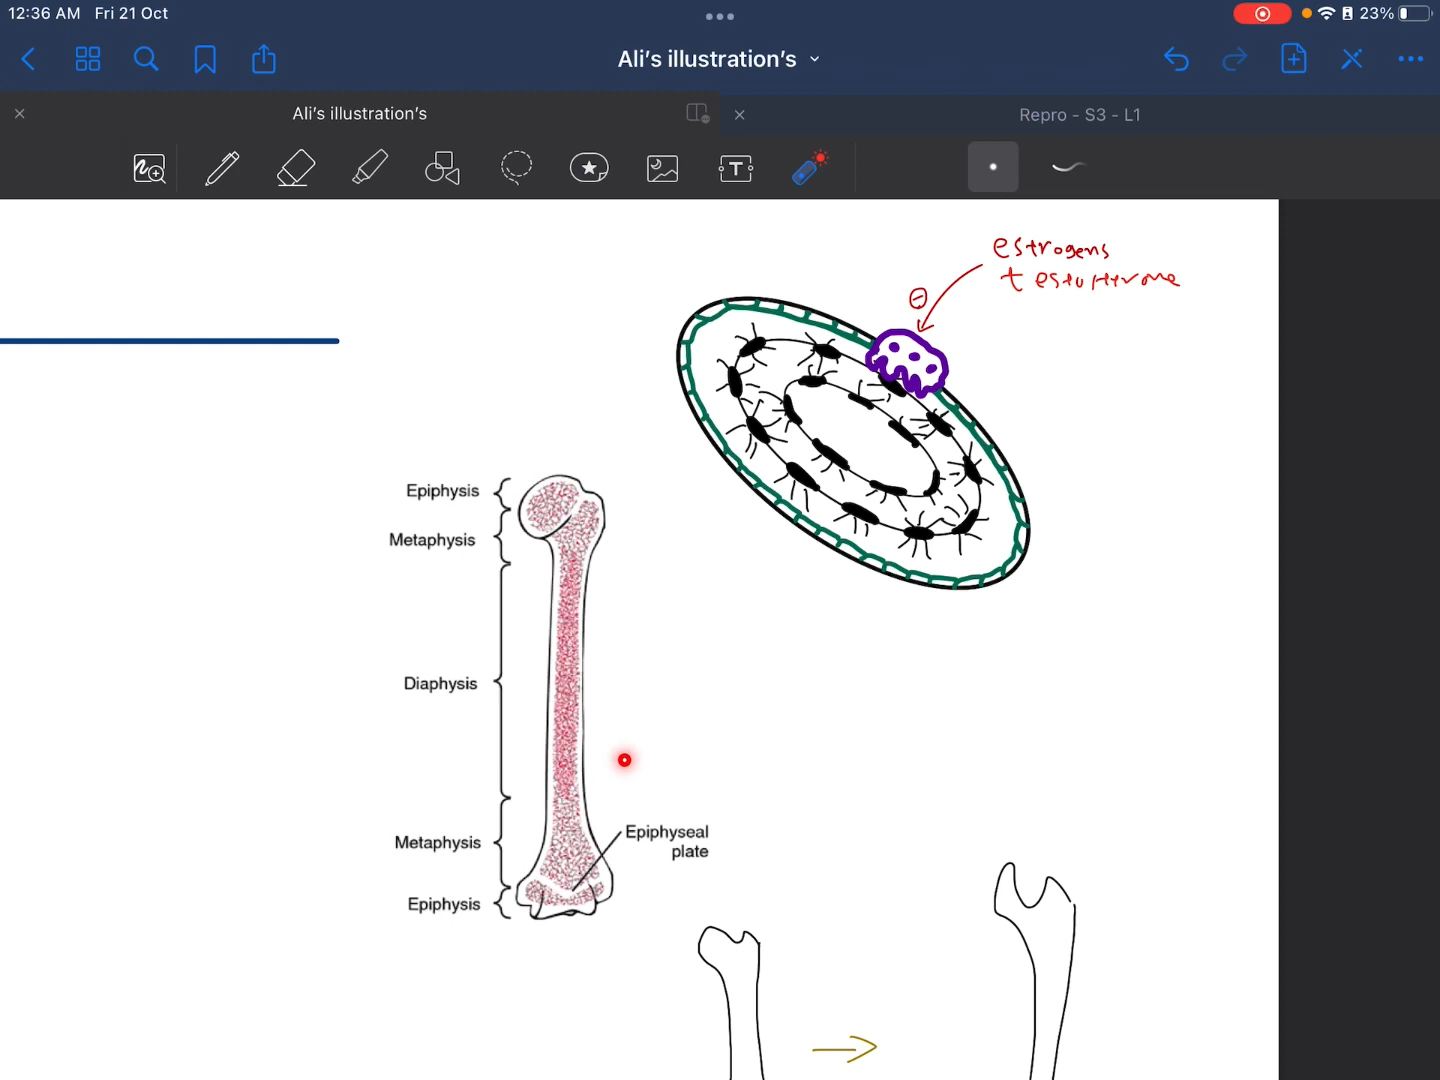 12:36 AM Fri 21 Oct
23%
Ali's illustration's
Ali's illustration's
Repro - S3 - L1
T
estrogens
Epiphysis
Metaphysis
Diaphysis
Metaphysis
Epiphyseal
plate
Epiphysis